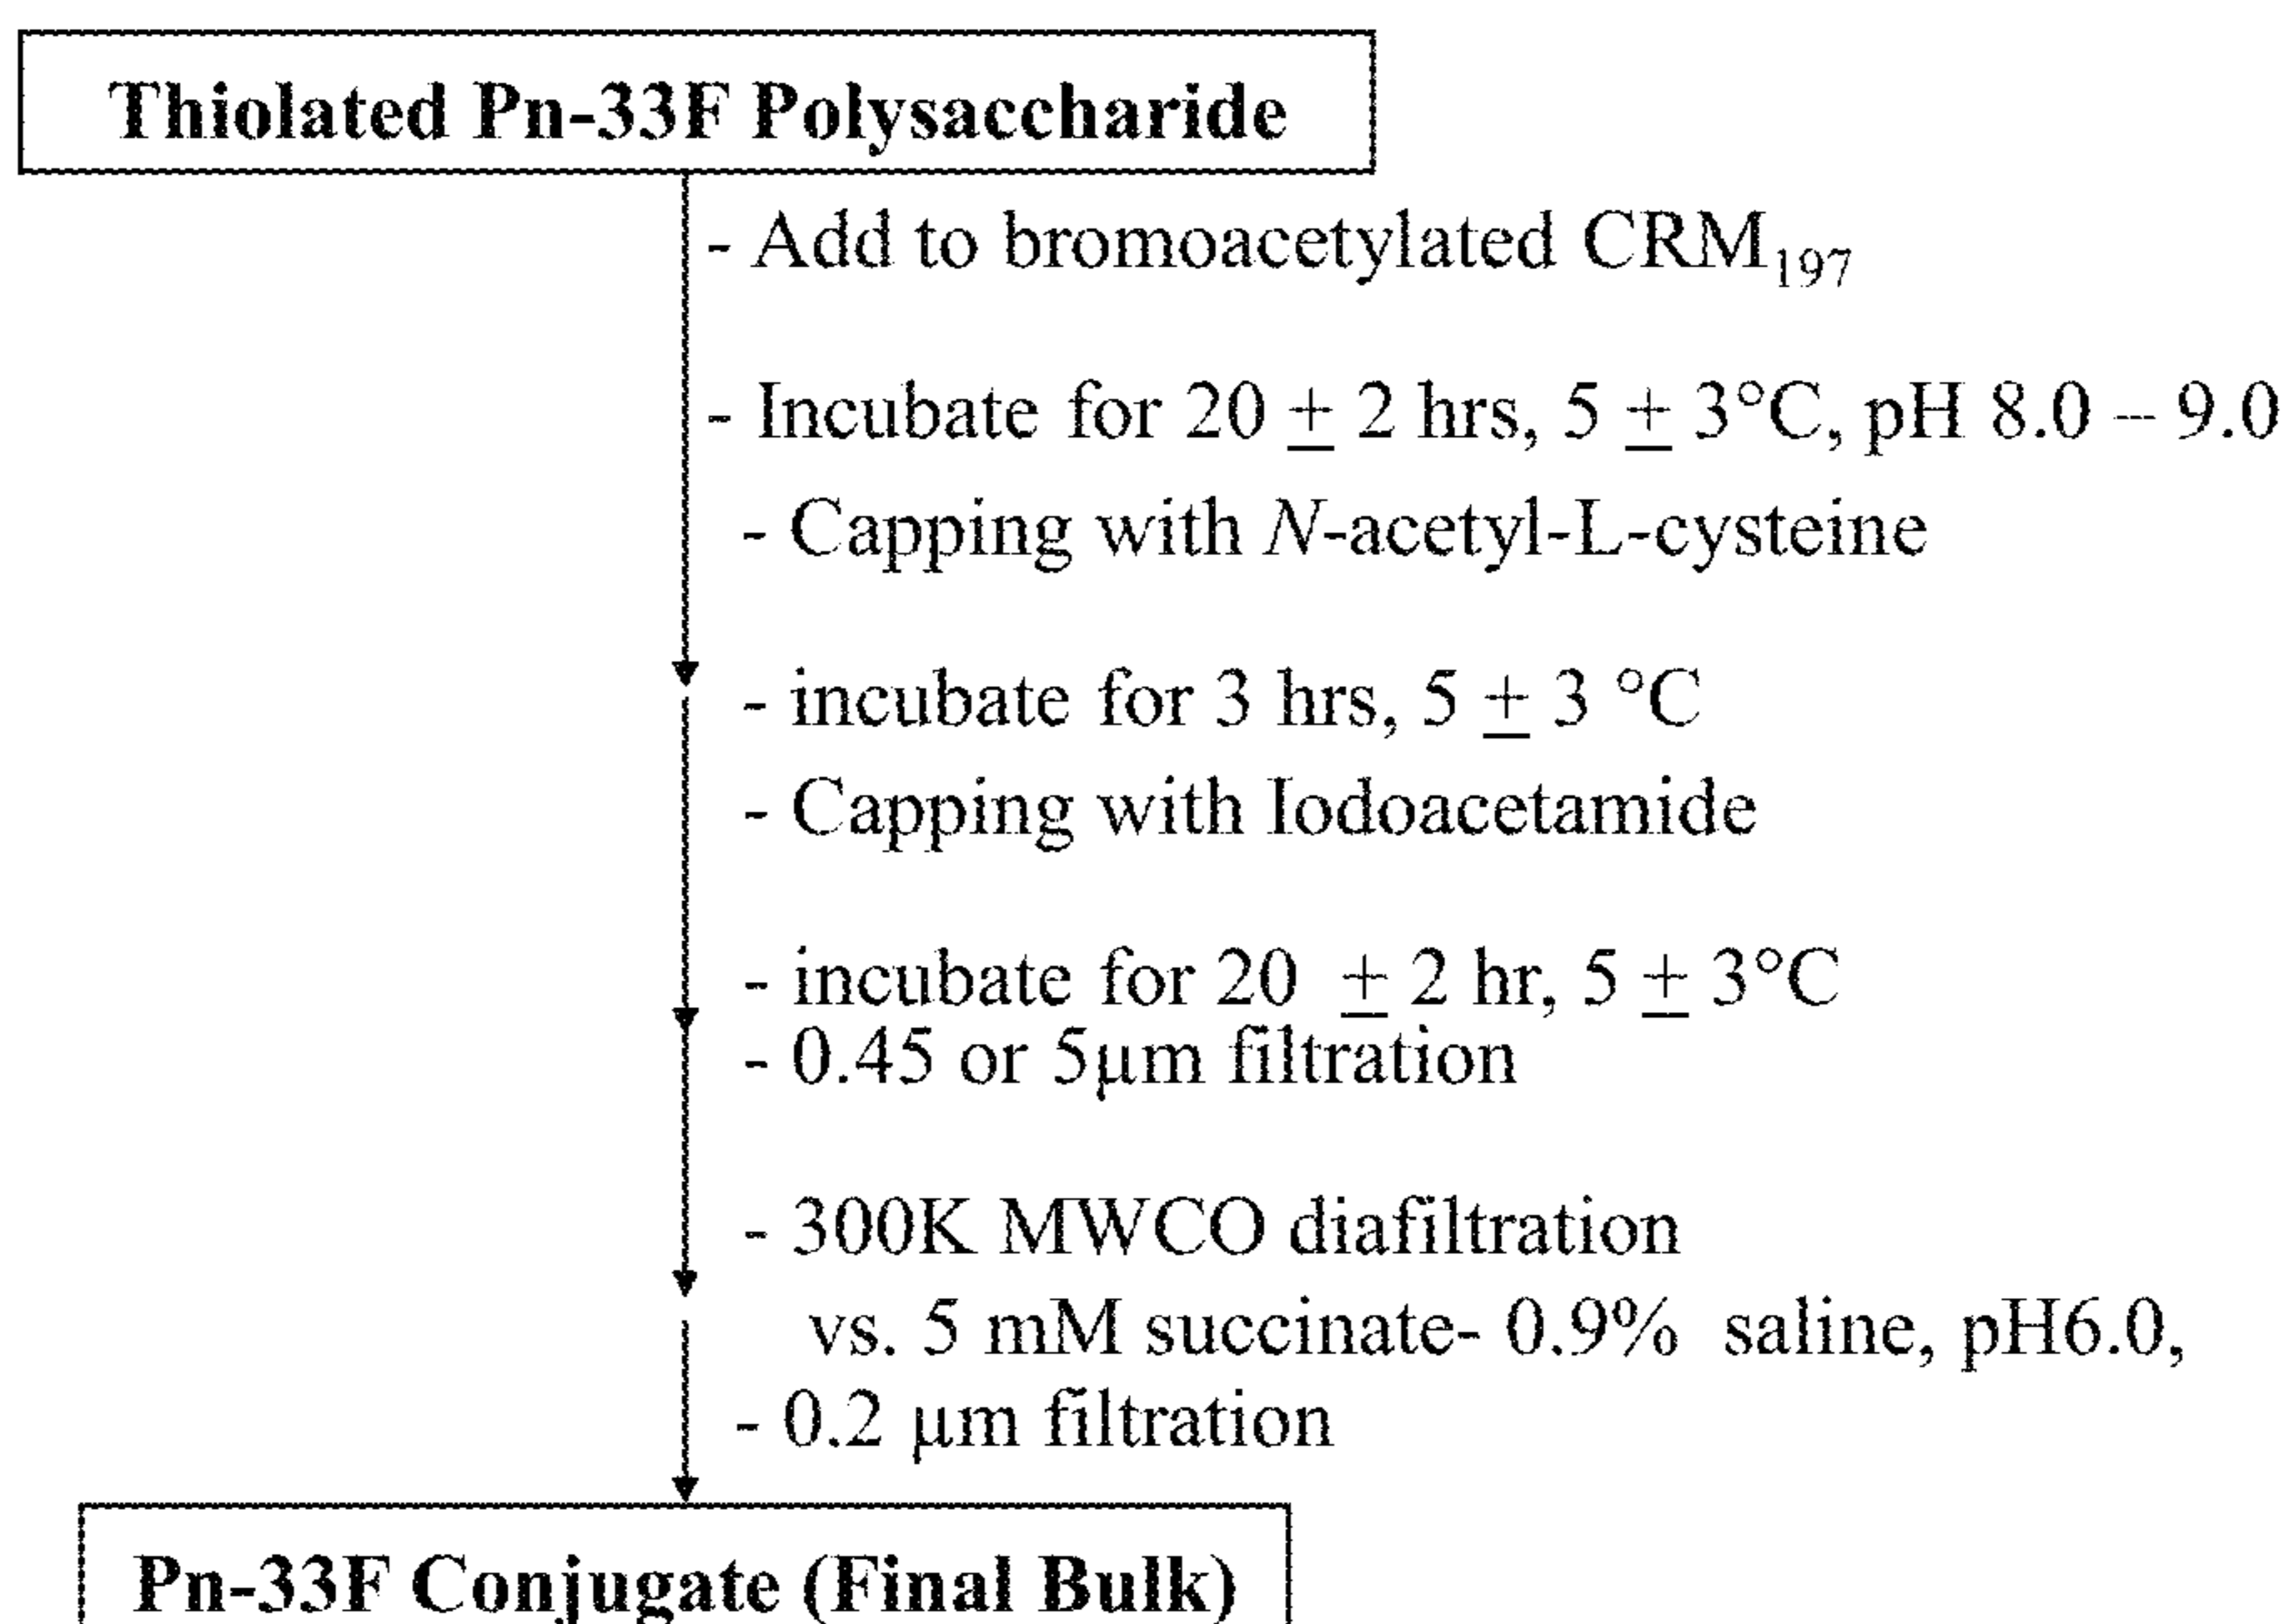 Thiolated Pn-33F Polysaccharide
- Add to bromoacetylated CRM₁₉₇
- Incubate for 20 ± 2 hrs, 5 ± 3°C, pH 8.0 – 9.0
- Capping with N-acetyl-L-cysteine
- incubate for 3 hrs, 5 ± 3 °C
- Capping with Iodoacetamide
- incubate for 20 ± 2 hr, 5 ± 3°C
- 0.45 or 5μm filtration
- 300K MWCO diafiltration
vs. 5 mM succinate- 0.9% saline, pH6.0,
- 0.2 μm filtration
Pn-33F Conjugate (Final Bulk)